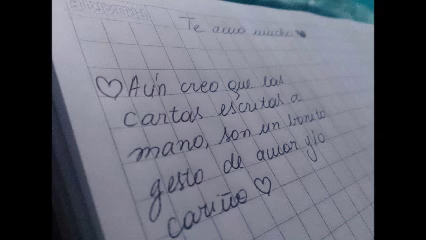 Te amo mucho ♥
♡ Aún creo que las
cartas escritas a
mano, son un bonito
gesto de amor y/o
cariño ♡